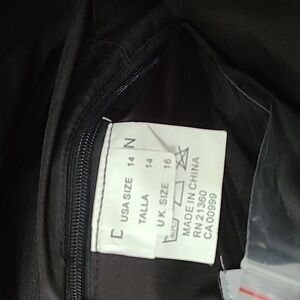 N
USA SIZE 14
TALLA 14
U.K. SIZE 16
MADE IN CHINA
RN 21360
CA 00999